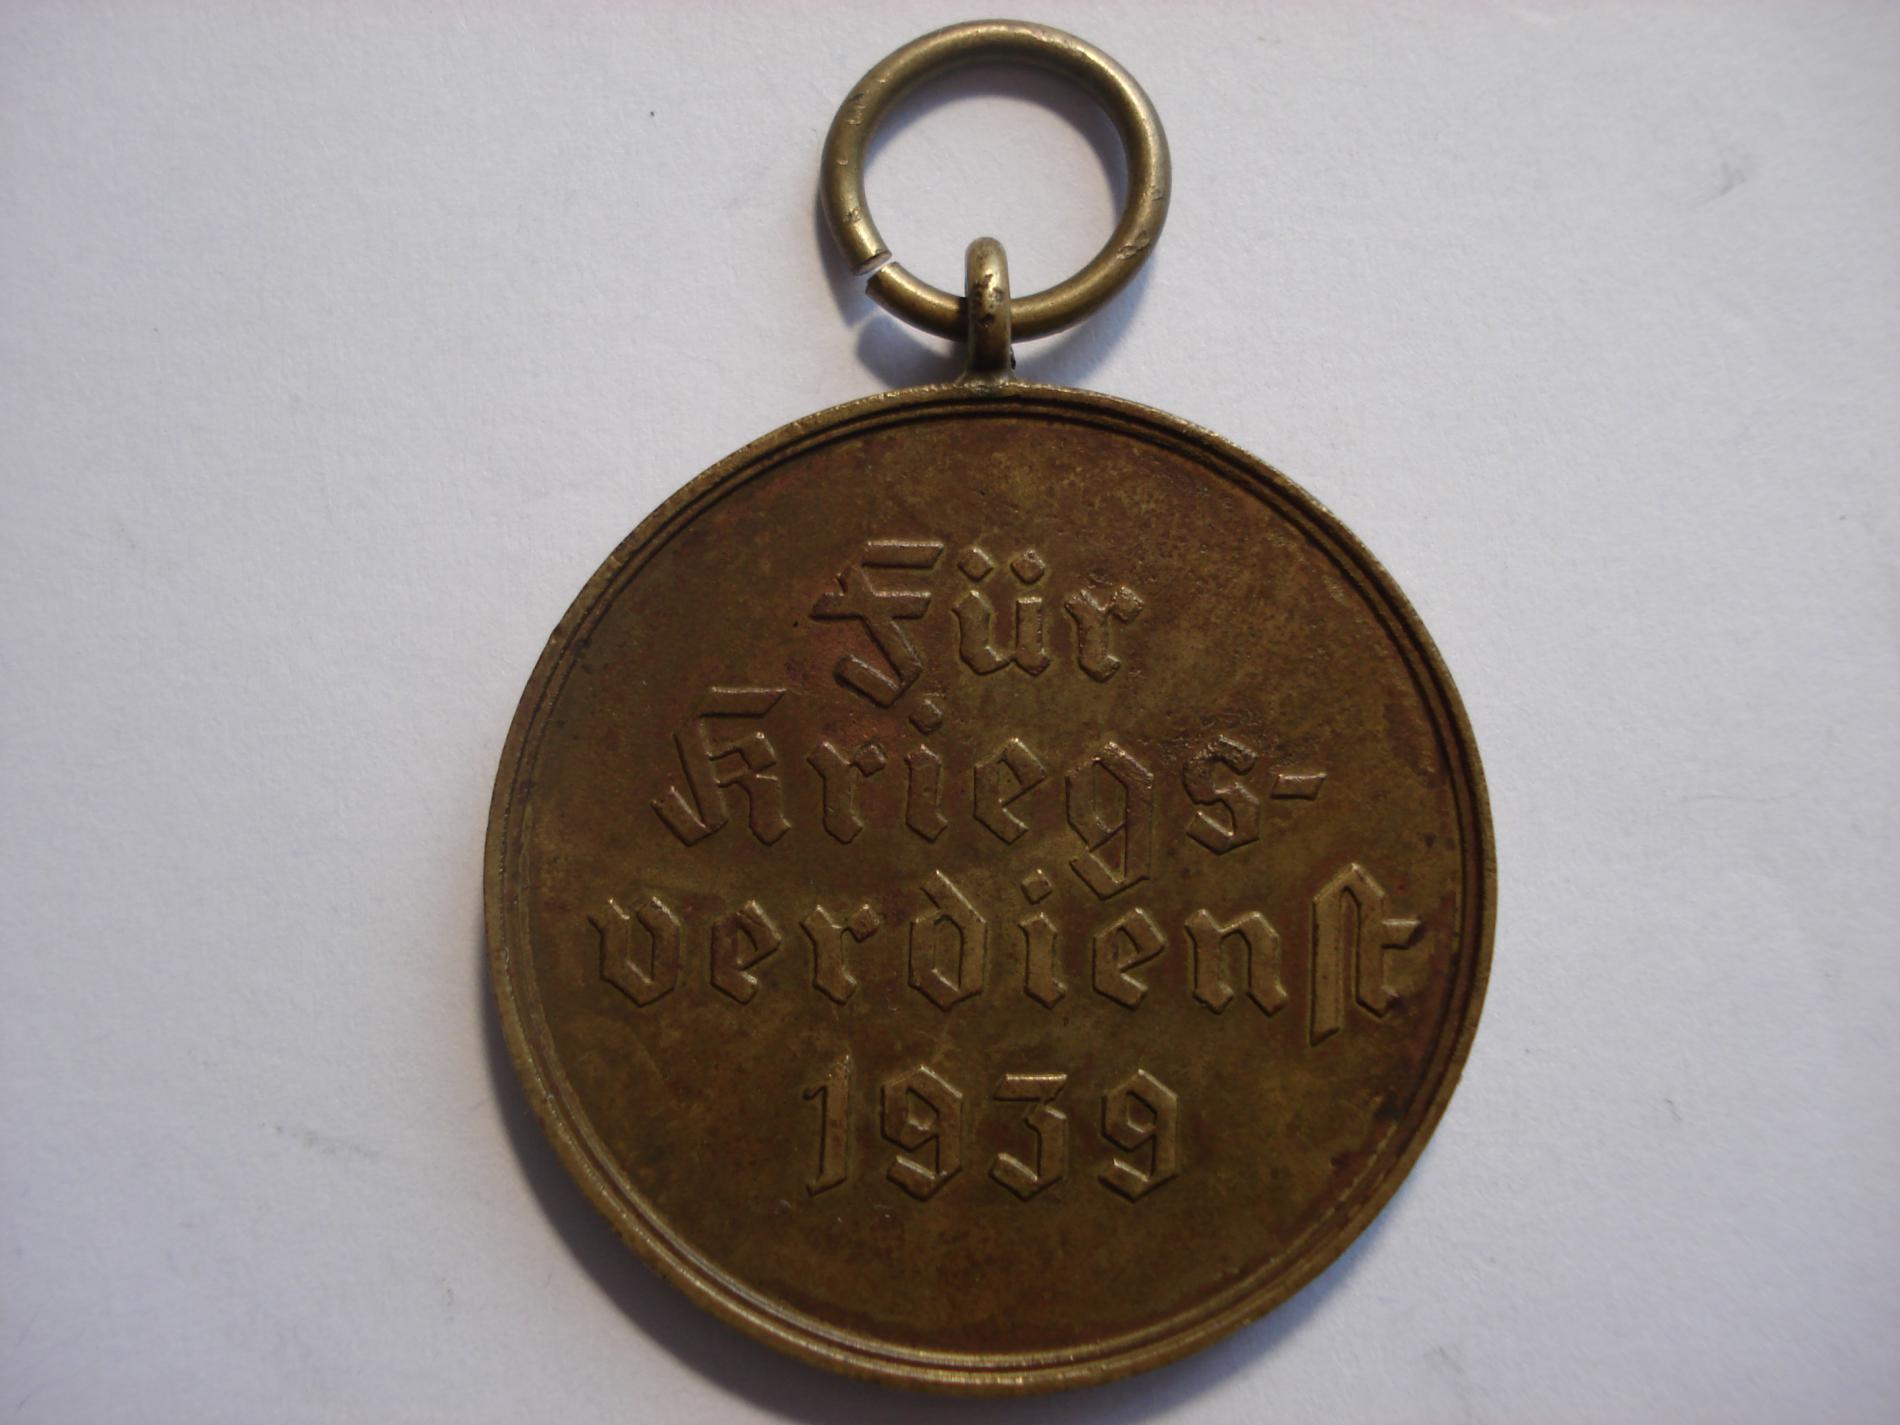 Für
Kriegs-
verdienst
1939